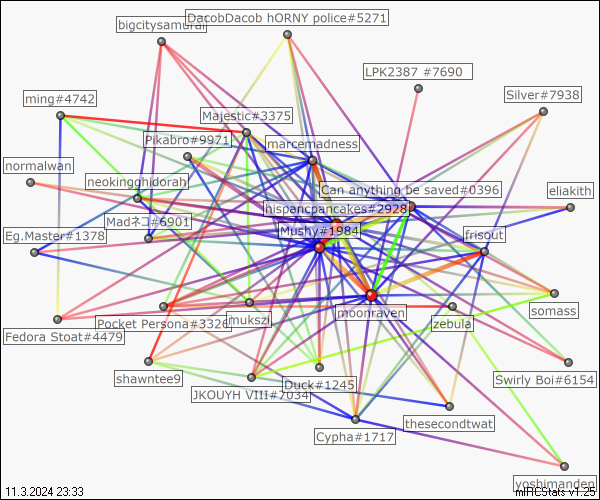 DacobDacob hORNY police#5271
bigcitysamurai
LPK2387 #7690
Silver#7938
ming#4742
Majestic#3375
Pikabro#9971
marcemadness
normalwan
neokingghidorah
Can anything be saved#0396
eliakith
hispancpancakes#2928
Madネコ#6901
Mushy#1984
Eg.Master#1378
frisout
somass
moonraven
Pocket Persona#3326
mukszi
zebula
Fedora Stoat#4479
shawntee9
Duck#1245
Swirly Boi#6154
JKOUYH VIII#7034
thesecondtwat
Cypha#1717
yoshimanden
11.3.2024 23:33
mIRCStats v1.25